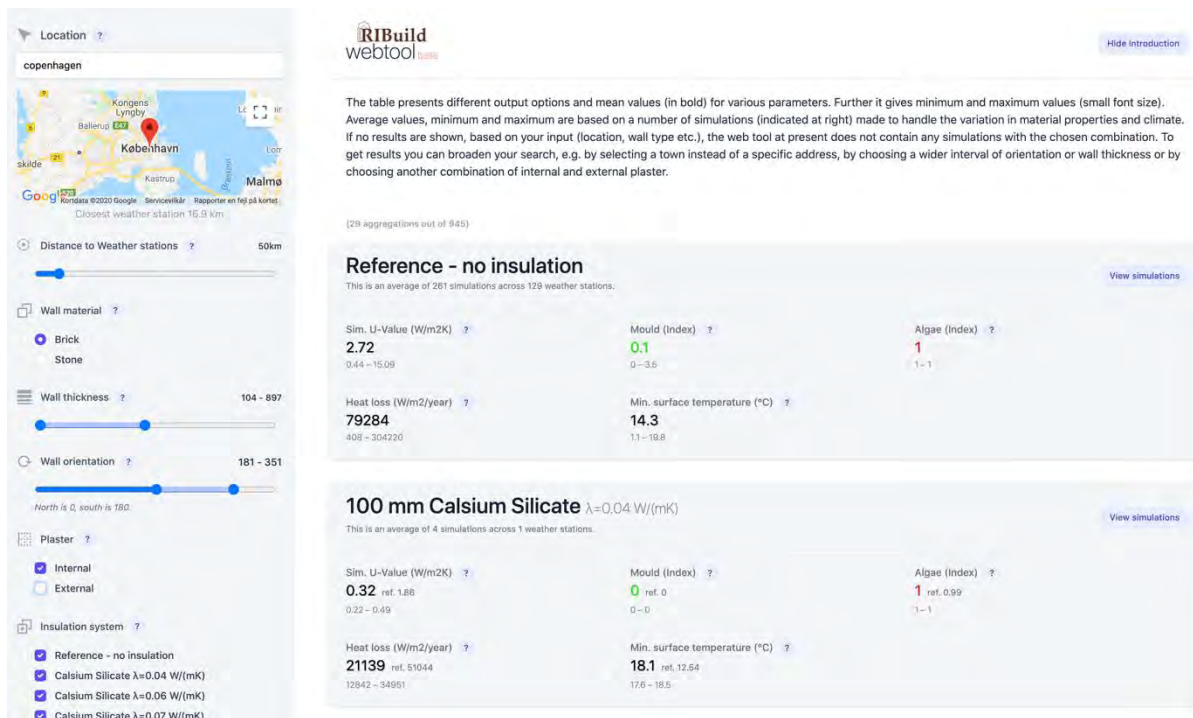 Location ?
copenhagen
Kongens
Lyngby
Ballerup E47
København
skilde 21
Kastrup
Malmø
Kortdata ©2020 Google Servicevilkår Rapporter en fejl på kortet
Closest weather station 16.9 km
Distance to Weather stations ? 50km
Wall material ?
Brick
Stone
Wall thickness ? 104 - 897
Wall orientation ? 181 - 351
North is 0, south is 180.
Plaster ?
Internal
External
Insulation system ?
Reference - no insulation
Calsium Silicate λ=0.04 W/(mK)
Calsium Silicate λ=0.06 W/(mK)
Calsium Silicate λ=0.07 W/(mK)
RIBuild
webtool beta
Hide introduction
The table presents different output options and mean values (in bold) for various parameters. Further it gives minimum and maximum values (small font size).
Average values, minimum and maximum are based on a number of simulations (indicated at right) made to handle the variation in material properties and climate.
If no results are shown, based on your input (location, wall type etc.), the web tool at present does not contain any simulations with the chosen combination. To
get results you can broaden your search, e.g. by selecting a town instead of a specific address, by choosing a wider interval of orientation or wall thickness or by
choosing another combination of internal and external plaster.
(29 aggregations out of 945)
Reference - no insulation
View simulations
This is an average of 261 simulations across 129 weather stations.
Sim. U-Value (W/m2K) ? Mould (Index) ? Algae (Index) ?
2.72 0.1 1
0.44 – 15.09 0 – 3.5 1 – 1
Heat loss (W/m2/year) ? Min. surface temperature (°C) ?
79284 14.3
408 – 304220 1.1 – 19.8
100 mm Calsium Silicate λ=0.04 W/(mK)
View simulations
This is an average of 4 simulations across 1 weather stations.
Sim. U-Value (W/m2K) ? Mould (Index) ? Algae (Index) ?
0.32 ref. 1.86 0 ref. 0 1 ref. 0.99
0.22 – 0.49 0 – 0 1 – 1
Heat loss (W/m2/year) ? Min. surface temperature (°C) ?
21139 ref. 51044 18.1 ref. 12.54
12842 – 34951 17.6 – 18.5